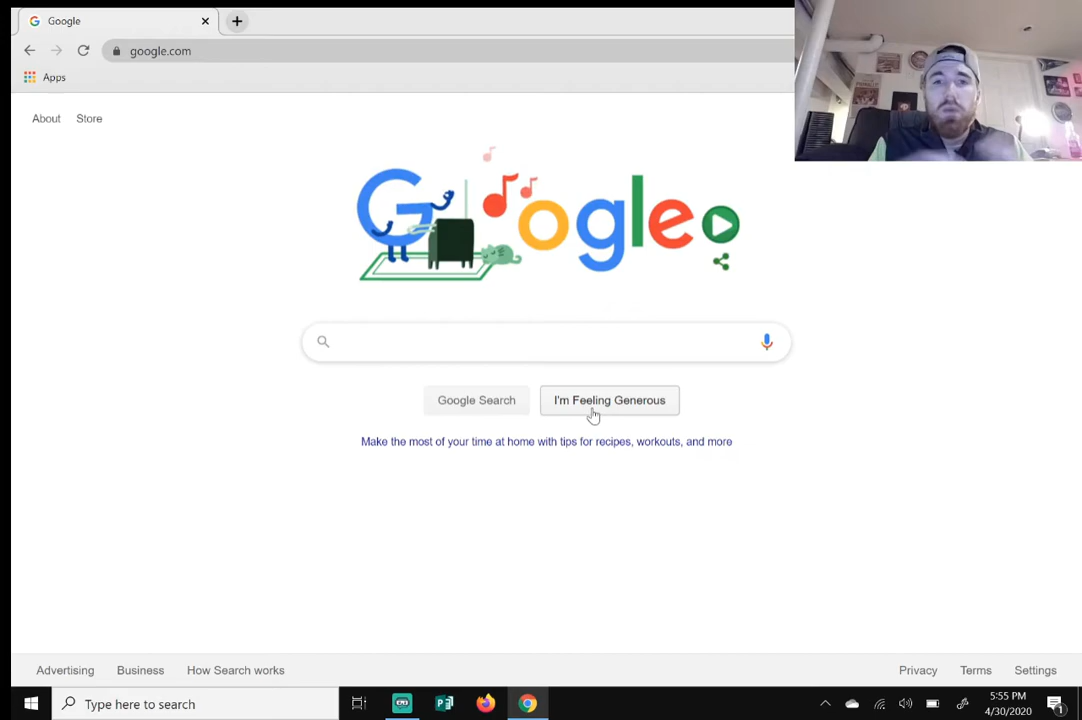 Google
google.com
Apps
About Store
Google
Google Search I'm Feeling Generous
Make the most of your time at home with tips for recipes, workouts, and more
Advertising Business How Search works Privacy Terms Settings
Type here to search
5:55 PM
4/30/2020
1